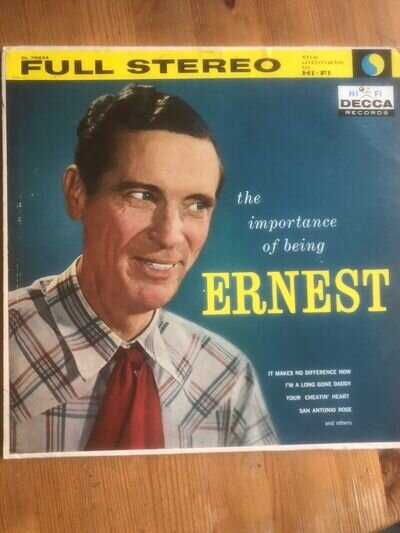 DL 78834
FULL STEREO
the
ultimate
in
HI-FI
HI FI
DECCA
RECORDS
the
importance
of being
ERNEST
IT MAKES NO DIFFERENCE NOW
I'M A LONG GONE DADDY
YOUR CHEATIN' HEART
SAN ANTONIO ROSE
and others